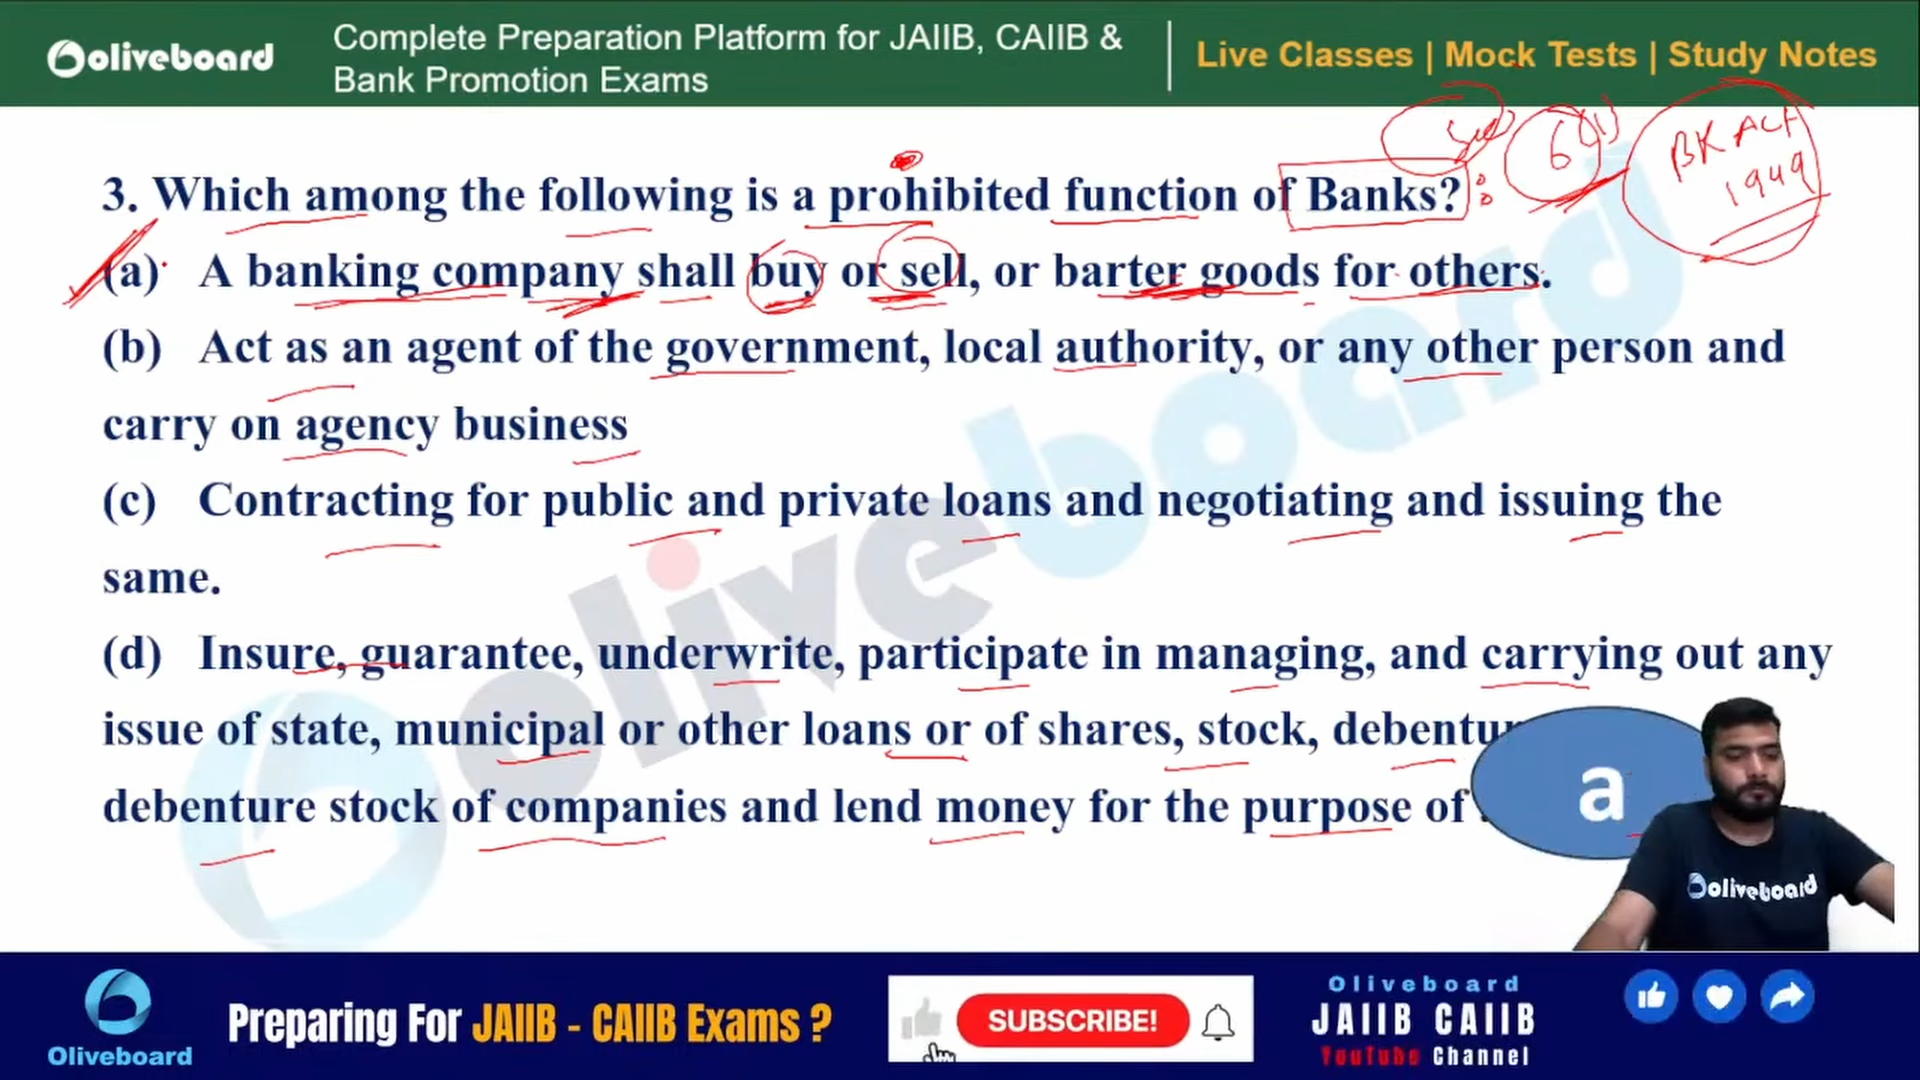 oliveboard
Complete Preparation Platform for JAIIB, CAIIB &
Bank Promotion Exams
Live Classes | Mock Tests | Study Notes
6(1)
BK ACT
1949
3. Which among the following is a prohibited function of Banks?
(a) A banking company shall buy or sell, or barter goods for others.
(b) Act as an agent of the government, local authority, or any other person and
carry on agency business
(c) Contracting for public and private loans and negotiating and issuing the
same.
(d) Insure, guarantee, underwrite, participate in managing, and carrying out any
issue of state, municipal or other loans or of shares, stock,
debenture stock of companies and lend money for the purpose of
a
oliveboard
oliveboard
Oliveboard
Preparing For JAIIB - CAIIB Exams ?
SUBSCRIBE!
Oliveboard
JAIIB CAIIB
YouTube Channel